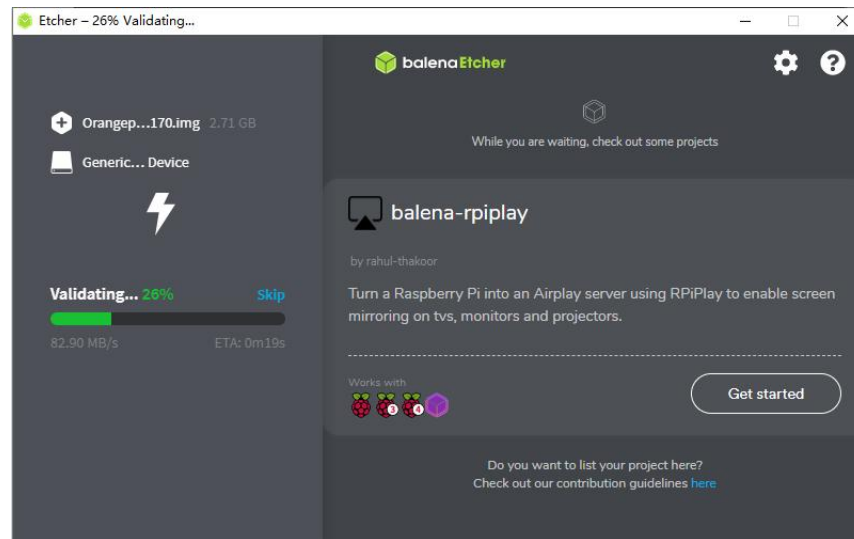 Etcher – 26% Validating...
balenaEtcher
Orangep...170.img 2.71 GB
Generic... Device
Validating... 26% Skip
82.90 MB/s ETA: 0m19s
While you are waiting, check out some projects
balena-rpiplay
by rahul-thakoor
Turn a Raspberry Pi into an Airplay server using RPiPlay to enable screen
mirroring on tvs, monitors and projectors.
Works with
3 4
Get started
Do you want to list your project here?
Check out our contribution guidelines here